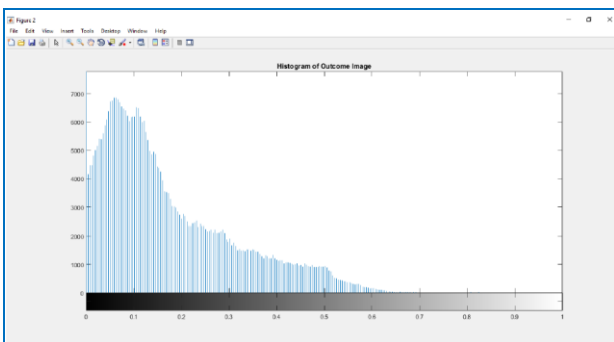 Figure 2
File Edit View Insert Tools Desktop Window Help
Histogram of Outcome Image
7000
6000
5000
4000
3000
2000
1000
0
0 0.1 0.2 0.3 0.4 0.5 0.6 0.7 0.8 0.9 1